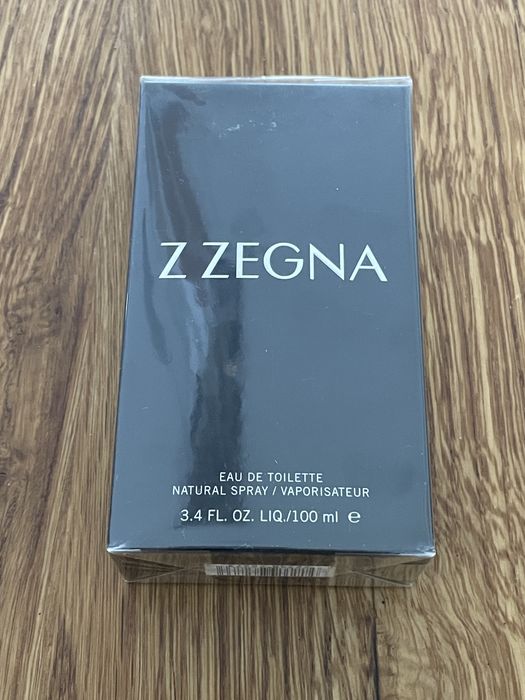 Z ZEGNA
EAU DE TOILETTE
NATURAL SPRAY / VAPORISATEUR
3.4 FL. OZ. LIQ./100 ml ℮